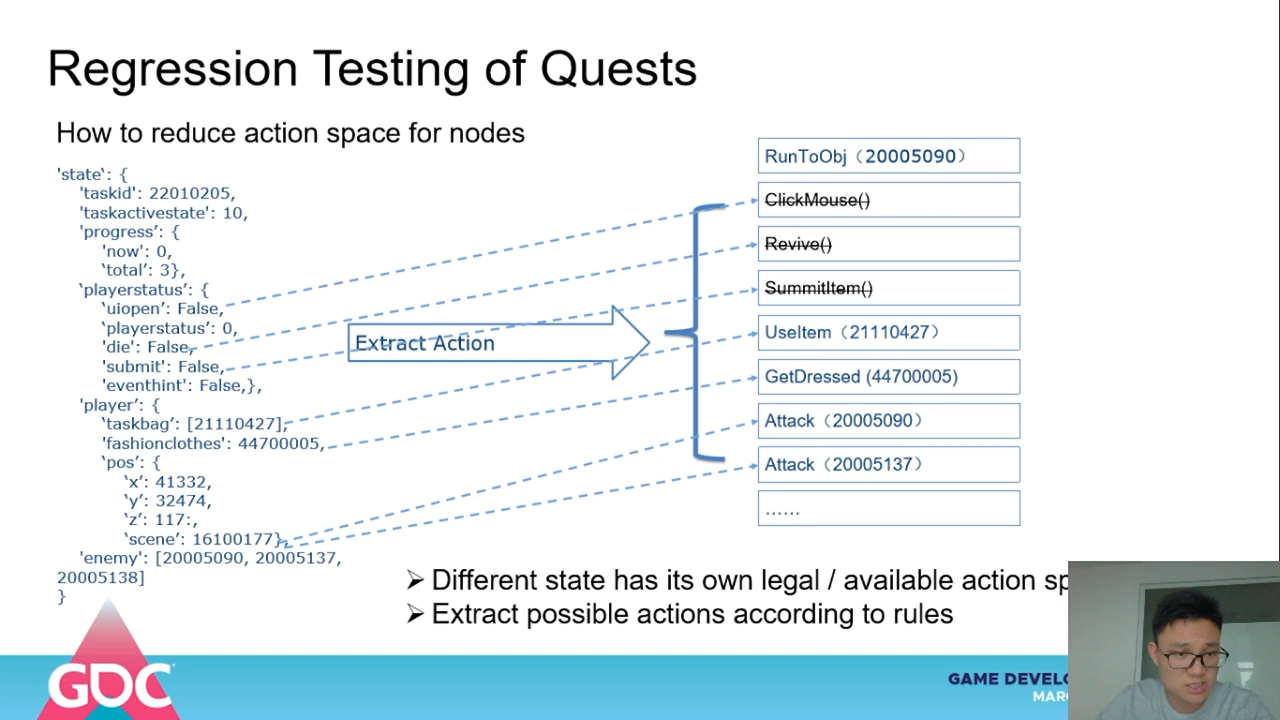 Regression Testing of Quests
How to reduce action space for nodes
'state‛: {
'taskid': 22010205,
'taskactivestate': 10,
'progress’: {
'now': 0,
‛total’: 3},
‛playerstatus’: {
‛uiopen’: False,
‛playerstatus': 0,
'die': False,
'submit': False,
'eventhint': False,},
'player’: {
‛taskbag’: [21110427],
'fashionclothes': 44700005,
‛pos’: {
‛x’: 41332,
‛y’: 32474,
‛z’: 117:,
‛scene’: 16100177},
'enemy': [20005090, 20005137,
20005138]
}
Extract Action
RunToObj（20005090）
ClickMouse()
Revive()
SummitItem()
UseItem（21110427）
GetDressed (44700005)
Attack（20005090）
Attack（20005137）
……
➢ Different state has its own legal / available action
➢ Extract possible actions according to rules
GDC
GAME